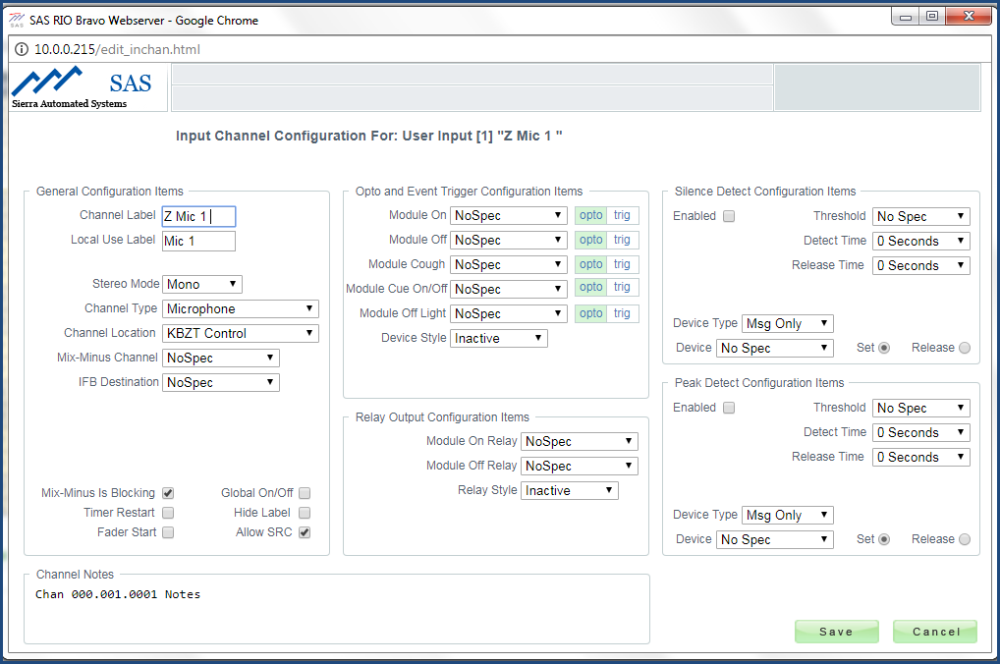 SAS RIO Bravo Webserver - Google Chrome
10.0.0.215/edit_inchan.html
SAS
SAS
Sierra Automated Systems
Input Channel Configuration For: User Input [1] "Z Mic 1 "
General Configuration Items
Channel Label Z Mic 1
Local Use Label Mic 1
Stereo Mode Mono
Channel Type Microphone
Channel Location KBZT Control
Mix-Minus Channel NoSpec
IFB Destination NoSpec
Mix-Minus Is Blocking Global On/Off
Timer Restart Hide Label
Fader Start Allow SRC
Opto and Event Trigger Configuration Items
Module On NoSpec opto trig
Module Off NoSpec opto trig
Module Cough NoSpec opto trig
Module Cue On/Off NoSpec opto trig
Module Off Light NoSpec opto trig
Device Style Inactive
Relay Output Configuration Items
Module On Relay NoSpec
Module Off Relay NoSpec
Relay Style Inactive
Silence Detect Configuration Items
Enabled Threshold No Spec
Detect Time 0 Seconds
Release Time 0 Seconds
Device Type Msg Only
Device No Spec Set Release
Peak Detect Configuration Items
Enabled Threshold No Spec
Detect Time 0 Seconds
Release Time 0 Seconds
Device Type Msg Only
Device No Spec Set Release
Channel Notes
Chan 000.001.0001 Notes
Save Cancel